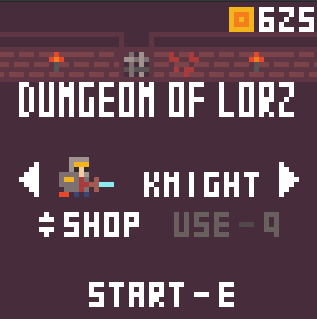 625
DUNGEON OF LORZ
KNIGHT
SHOP USE-Q
START-E